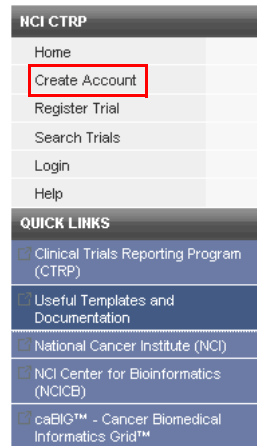 NCI CTRP
Home
Create Account
Register Trial
Search Trials
Login
Help
QUICK LINKS
Clinical Trials Reporting Program
(CTRP)
Useful Templates and
Documentation
National Cancer Institute (NCI)
NCI Center for Bioinformatics
(NCICB)
caBIG™ - Cancer Biomedical
Informatics Grid™